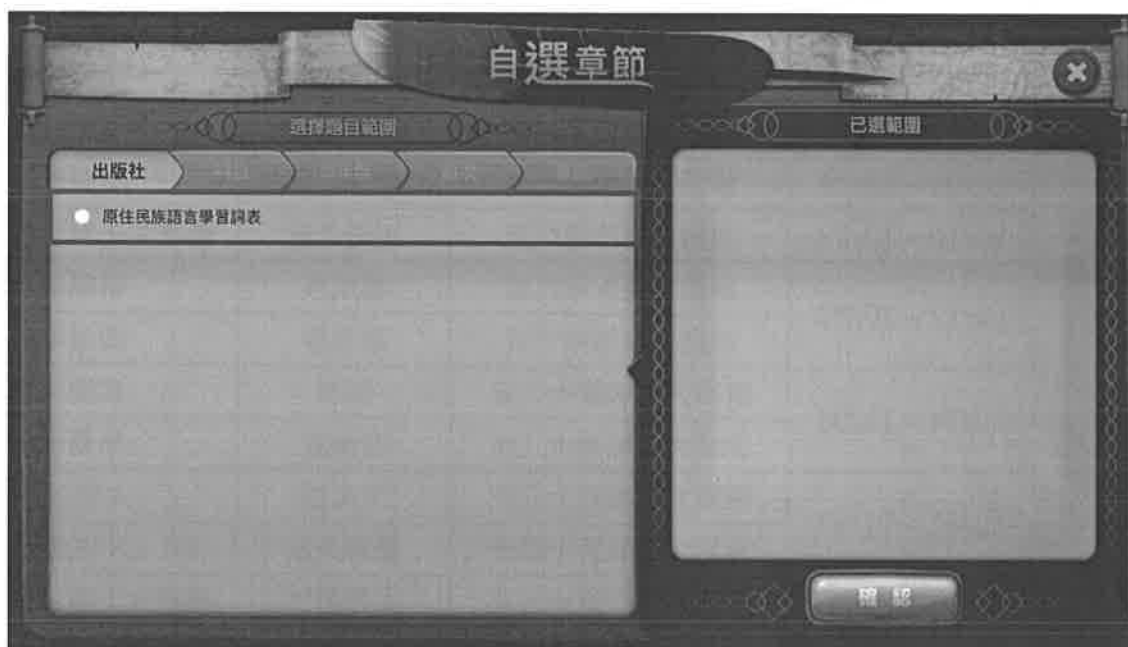 自選章節
選擇題目範圍
已選範圍
出版社
原住民族語言學習詞表
確認